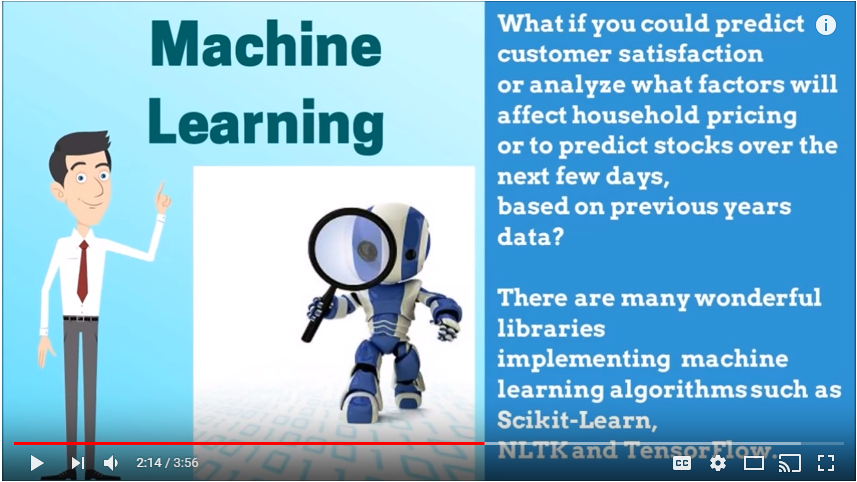 Machine
Learning
What if you could predict
customer satisfaction
or analyze what factors will
affect household pricing
or to predict stocks over the
next few days,
based on previous years
data?
There are many wonderful
libraries
implementing machine
learning algorithms such as
Scikit-Learn,
NLTK and TensorFlow.
2:14 / 3:56
CC